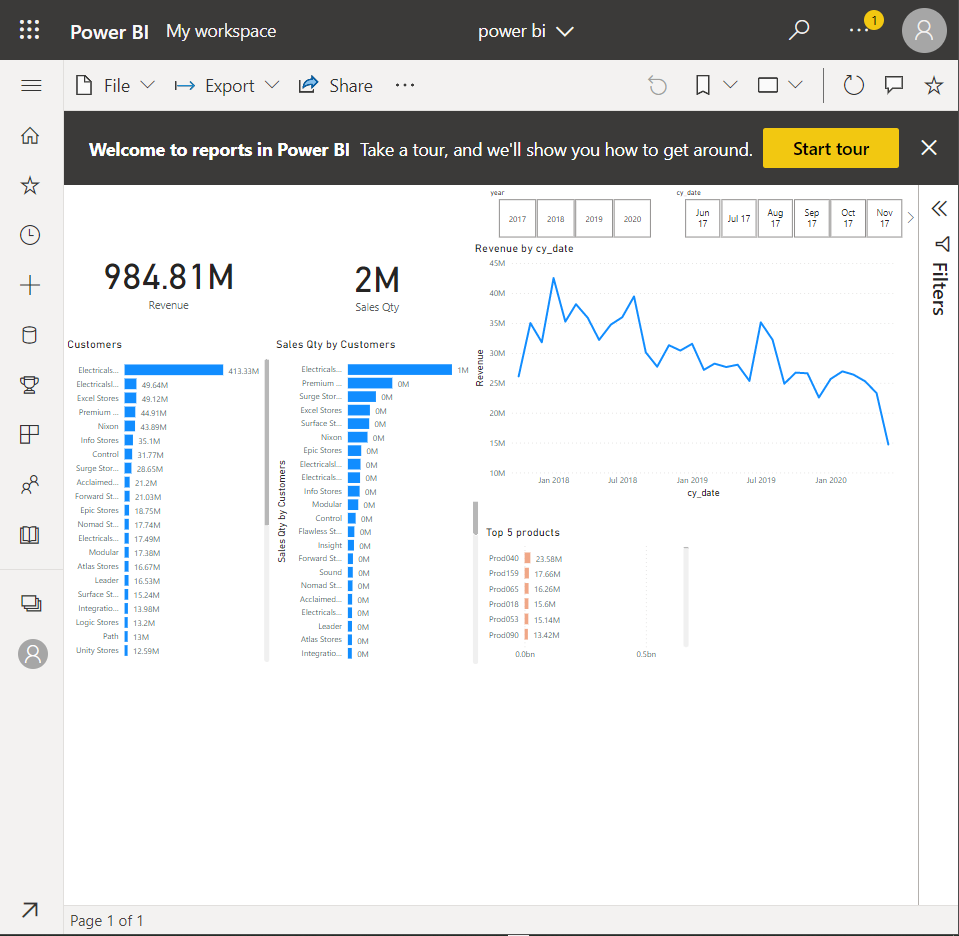 Power BI My workspace power bi 1
File Export Share
Welcome to reports in Power BI Take a tour, and we'll show you how to get around. Start tour
year
2017 2018 2019 2020
cy_date
Jun 17 Jul 17 Aug 17 Sep 17 Oct 17 Nov 17
Filters
984.81M
Revenue
2M
Sales Qty
Revenue by cy_date
Revenue
45M
40M
35M
30M
25M
20M
15M
10M
Jan 2018 Jul 2018 Jan 2019 Jul 2019 Jan 2020
cy_date
Customers
Electricals... 413.33M
Electricalsl... 49.64M
Excel Stores 49.12M
Premium ... 44.91M
Nixon 43.89M
Info Stores 35.1M
Control 31.77M
Surge Stor... 28.65M
Acclaimed... 21.2M
Forward St... 21.03M
Epic Stores 18.75M
Nomad St... 17.74M
Electricals... 17.49M
Modular 17.38M
Atlas Stores 16.67M
Leader 16.53M
Surface St... 15.24M
Integratio... 13.98M
Logic Stores 13.2M
Path 13M
Unity Stores 12.59M
Sales Qty by Customers
Sales Qty by Customers
Electricals... 1M
Premium ... 0M
Surge Stor... 0M
Excel Stores 0M
Surface St... 0M
Nixon 0M
Epic Stores 0M
Electricalsl... 0M
Electricals... 0M
Info Stores 0M
Modular 0M
Control 0M
Flawless St... 0M
Insight 0M
Forward St... 0M
Sound 0M
Nomad St... 0M
Acclaimed... 0M
Electricals... 0M
Leader 0M
Atlas Stores 0M
Integratio... 0M
Top 5 products
Prod040 23.58M
Prod159 17.66M
Prod065 16.26M
Prod018 15.6M
Prod053 15.14M
Prod090 13.42M
0.0bn 0.5bn
Page 1 of 1